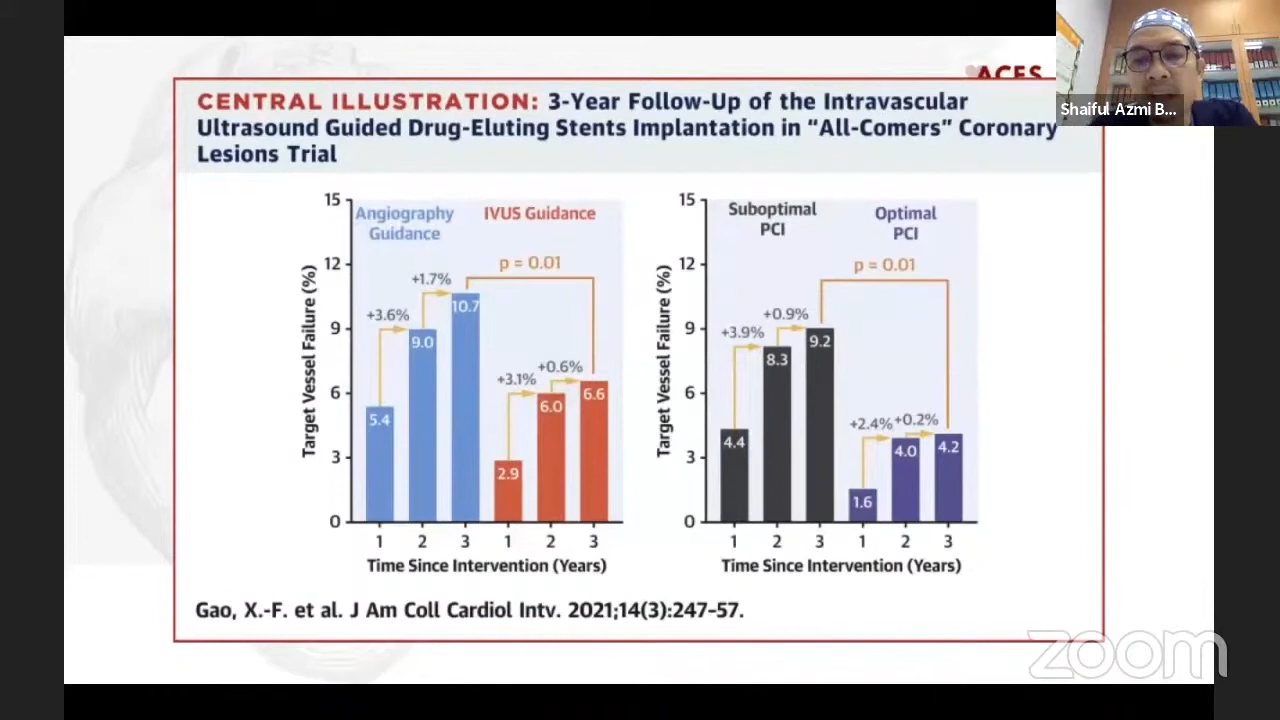 ACES
Shaiful Azmi B...
CENTRAL ILLUSTRATION: 3-Year Follow-Up of the Intravascular
Ultrasound Guided Drug-Eluting Stents Implantation in “All-Comers” Coronary
Lesions Trial
Angiography
Guidance
IVUS Guidance
Target Vessel Failure (%)
15
12
9
6
3
0
+3.6%
+1.7%
p = 0.01
+3.1%
+0.6%
5.4
9.0
10.7
2.9
6.0
6.6
1 2 3 1 2 3
Time Since Intervention (Years)
Suboptimal
PCI
Optimal
PCI
Target Vessel Failure (%)
15
12
9
6
3
0
+3.9%
+0.9%
p = 0.01
+2.4%
+0.2%
4.4
8.3
9.2
1.6
4.0
4.2
1 2 3 1 2 3
Time Since Intervention (Years)
Gao, X.-F. et al. J Am Coll Cardiol Intv. 2021;14(3):247–57.
zoom